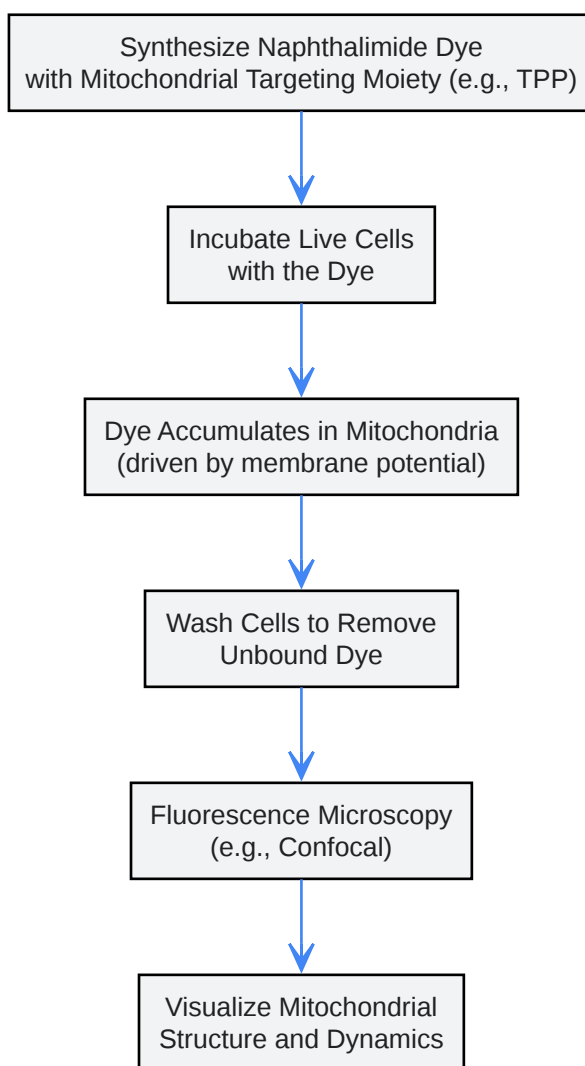 Synthesize Naphthalimide Dye
with Mitochondrial Targeting Moiety (e.g., TPP)
Incubate Live Cells
with the Dye
Dye Accumulates in Mitochondria
(driven by membrane potential)
Wash Cells to Remove
Unbound Dye
Fluorescence Microscopy
(e.g., Confocal)
Visualize Mitochondrial
Structure and Dynamics